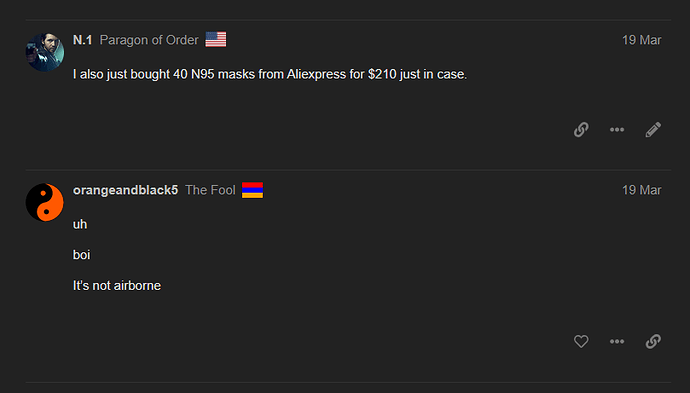 N.1 Paragon of Order 19 Mar
I also just bought 40 N95 masks from Aliexpress for $210 just in case.
orangeandblack5 The Fool 19 Mar
uh
boi
It's not airborne